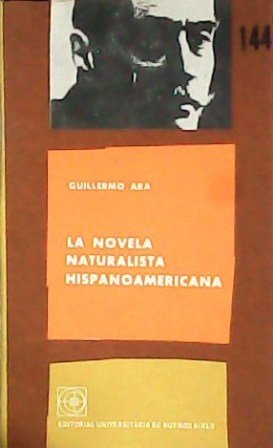 144
GUILLERMO ARA
LA NOVELA
NATURALISTA
HISPANOAMERICANA
EDITORIAL UNIVERSITARIA DE BUENOS AIRES